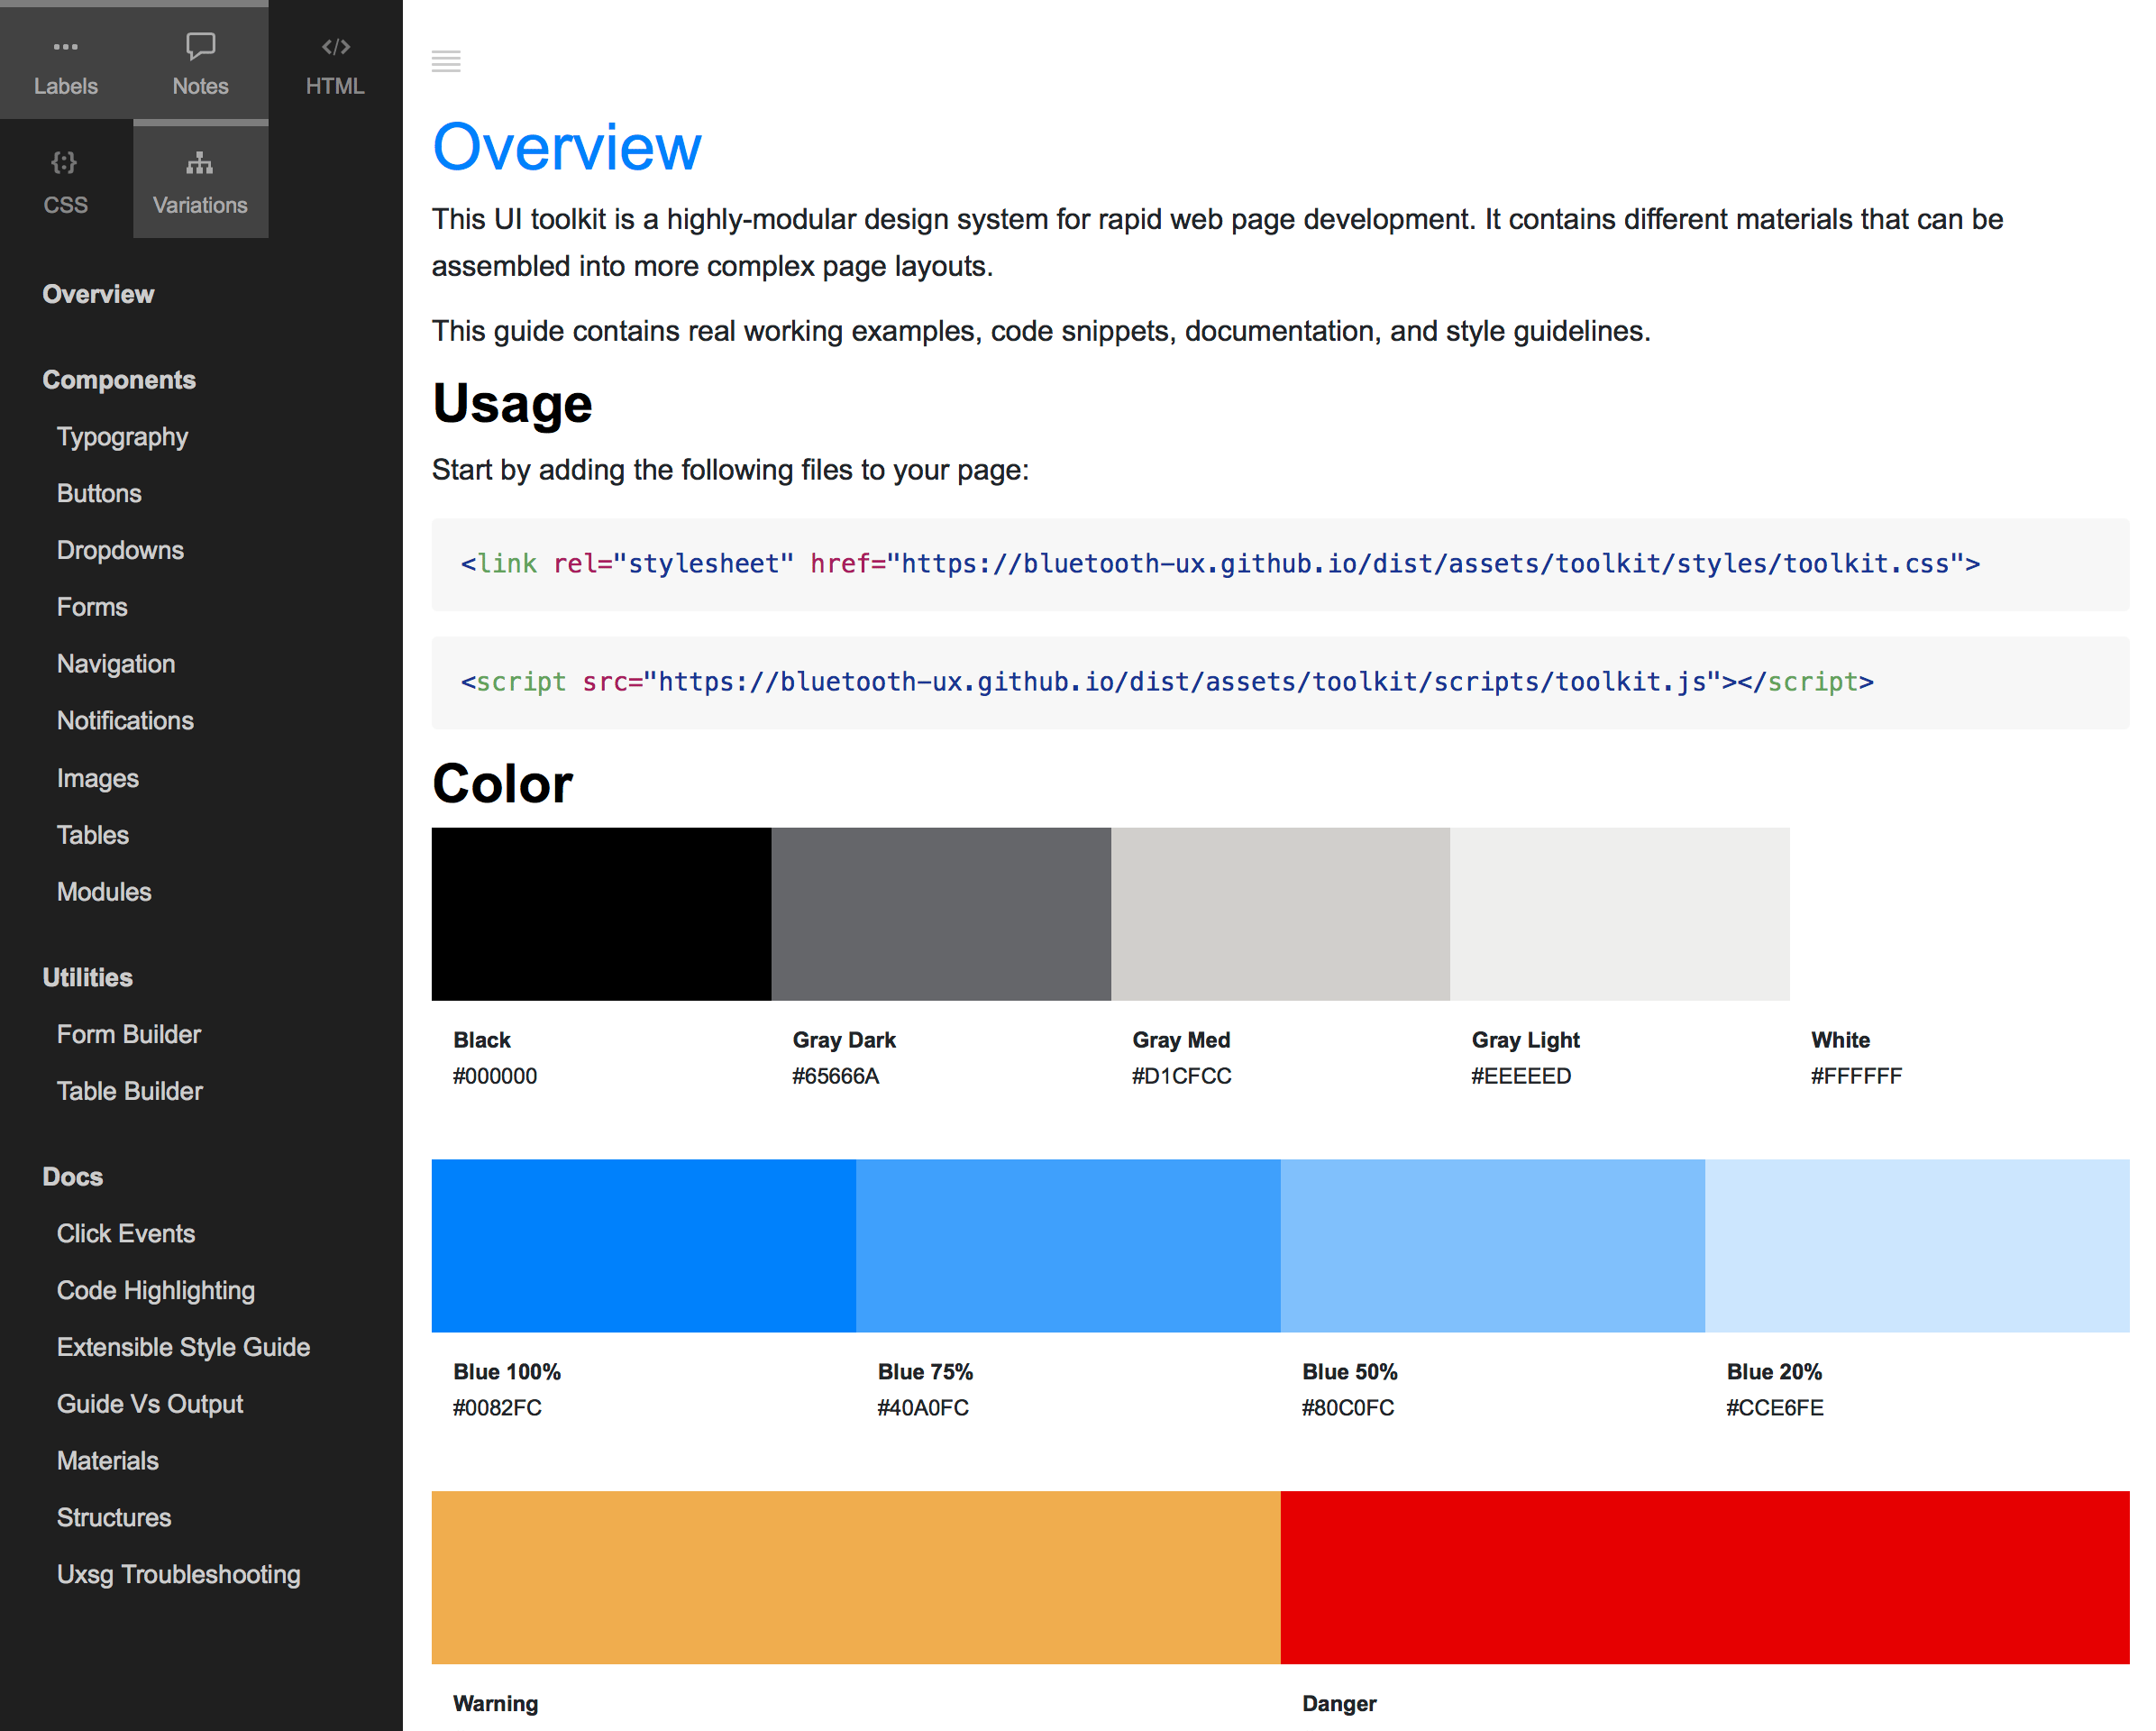 Labels
Notes
HTML
CSS
Variations
Overview
Components
Typography
Buttons
Dropdowns
Forms
Navigation
Notifications
Images
Tables
Modules
Utilities
Form Builder
Table Builder
Docs
Click Events
Code Highlighting
Extensible Style Guide
Guide Vs Output
Materials
Structures
Uxsg Troubleshooting
Overview
This UI toolkit is a highly-modular design system for rapid web page development. It contains different materials that can be
assembled into more complex page layouts.
This guide contains real working examples, code snippets, documentation, and style guidelines.
Usage
Start by adding the following files to your page:
<link rel="stylesheet" href="https://bluetooth-ux.github.io/dist/assets/toolkit/styles/toolkit.css">
<script src="https://bluetooth-ux.github.io/dist/assets/toolkit/scripts/toolkit.js"></script>
Color
Black
#000000
Gray Dark
#65666A
Gray Med
#D1CFCC
Gray Light
#EEEEED
White
#FFFFFF
Blue 100%
#0082FC
Blue 75%
#40A0FC
Blue 50%
#80C0FC
Blue 20%
#CCE6FE
Warning
Danger